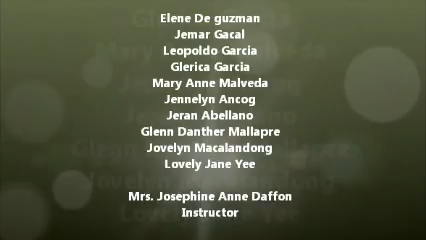 Elene De guzman
Jemar Gacal
Leopoldo Garcia
Glerica Garcia
Mary Anne Malveda
Jennelyn Ancog
Jeran Abellano
Glenn Danther Mallapre
Jovelyn Macalandong
Lovely Jane Yee
Mrs. Josephine Anne Daffon
Instructor